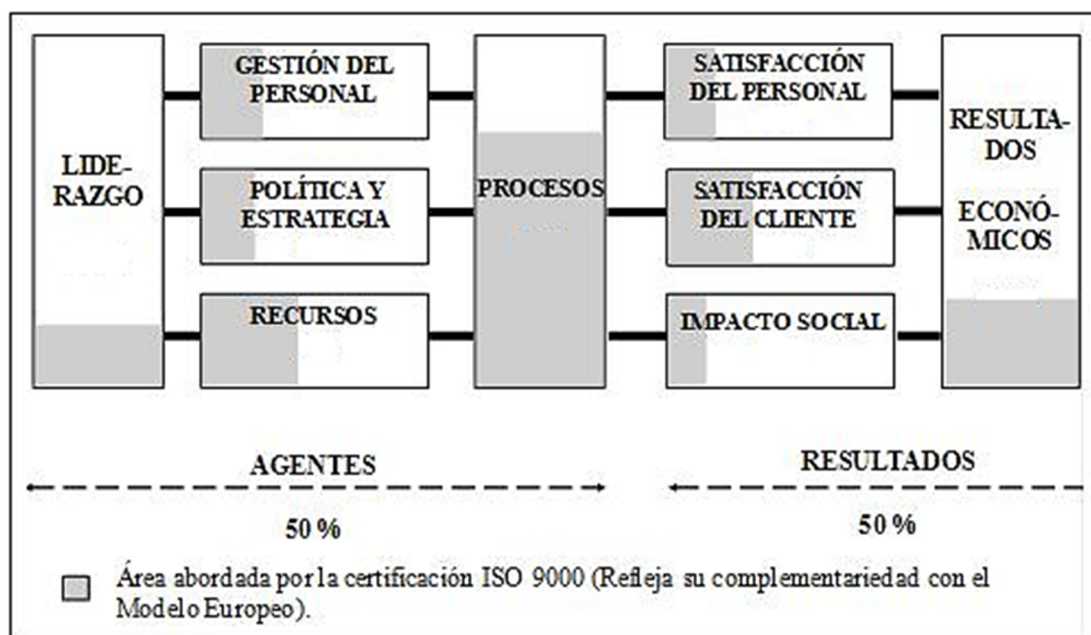 LIDE-
RAZGO
GESTIÓN DEL
PERSONAL
POLÍTICA Y
ESTRATEGIA
RECURSOS
PROCESOS
SATISFACCIÓN
DEL PERSONAL
SATISFACCIÓN
DEL CLIENTE
IMPACTO SOCIAL
RESULTA-
DOS
ECONÓ-
MICOS
AGENTES
50 %
RESULTADOS
50 %
Área abordada por la certificación ISO 9000 (Refleja su complementariedad con el
Modelo Europeo).